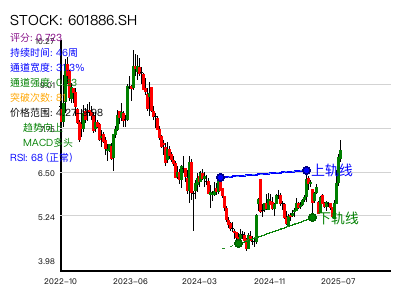 STOCK: 601886.SH
评分: 0.723
持续时间: 46周
通道宽度:
通道强度:
突破次数:
价格范围:
趋势向上
MACD多头
RSI: 68 (正常)
上轨线
下轨线
6.50
5.24
3.98
2022-10
2023-06
2024-03
2024-11
2025-07